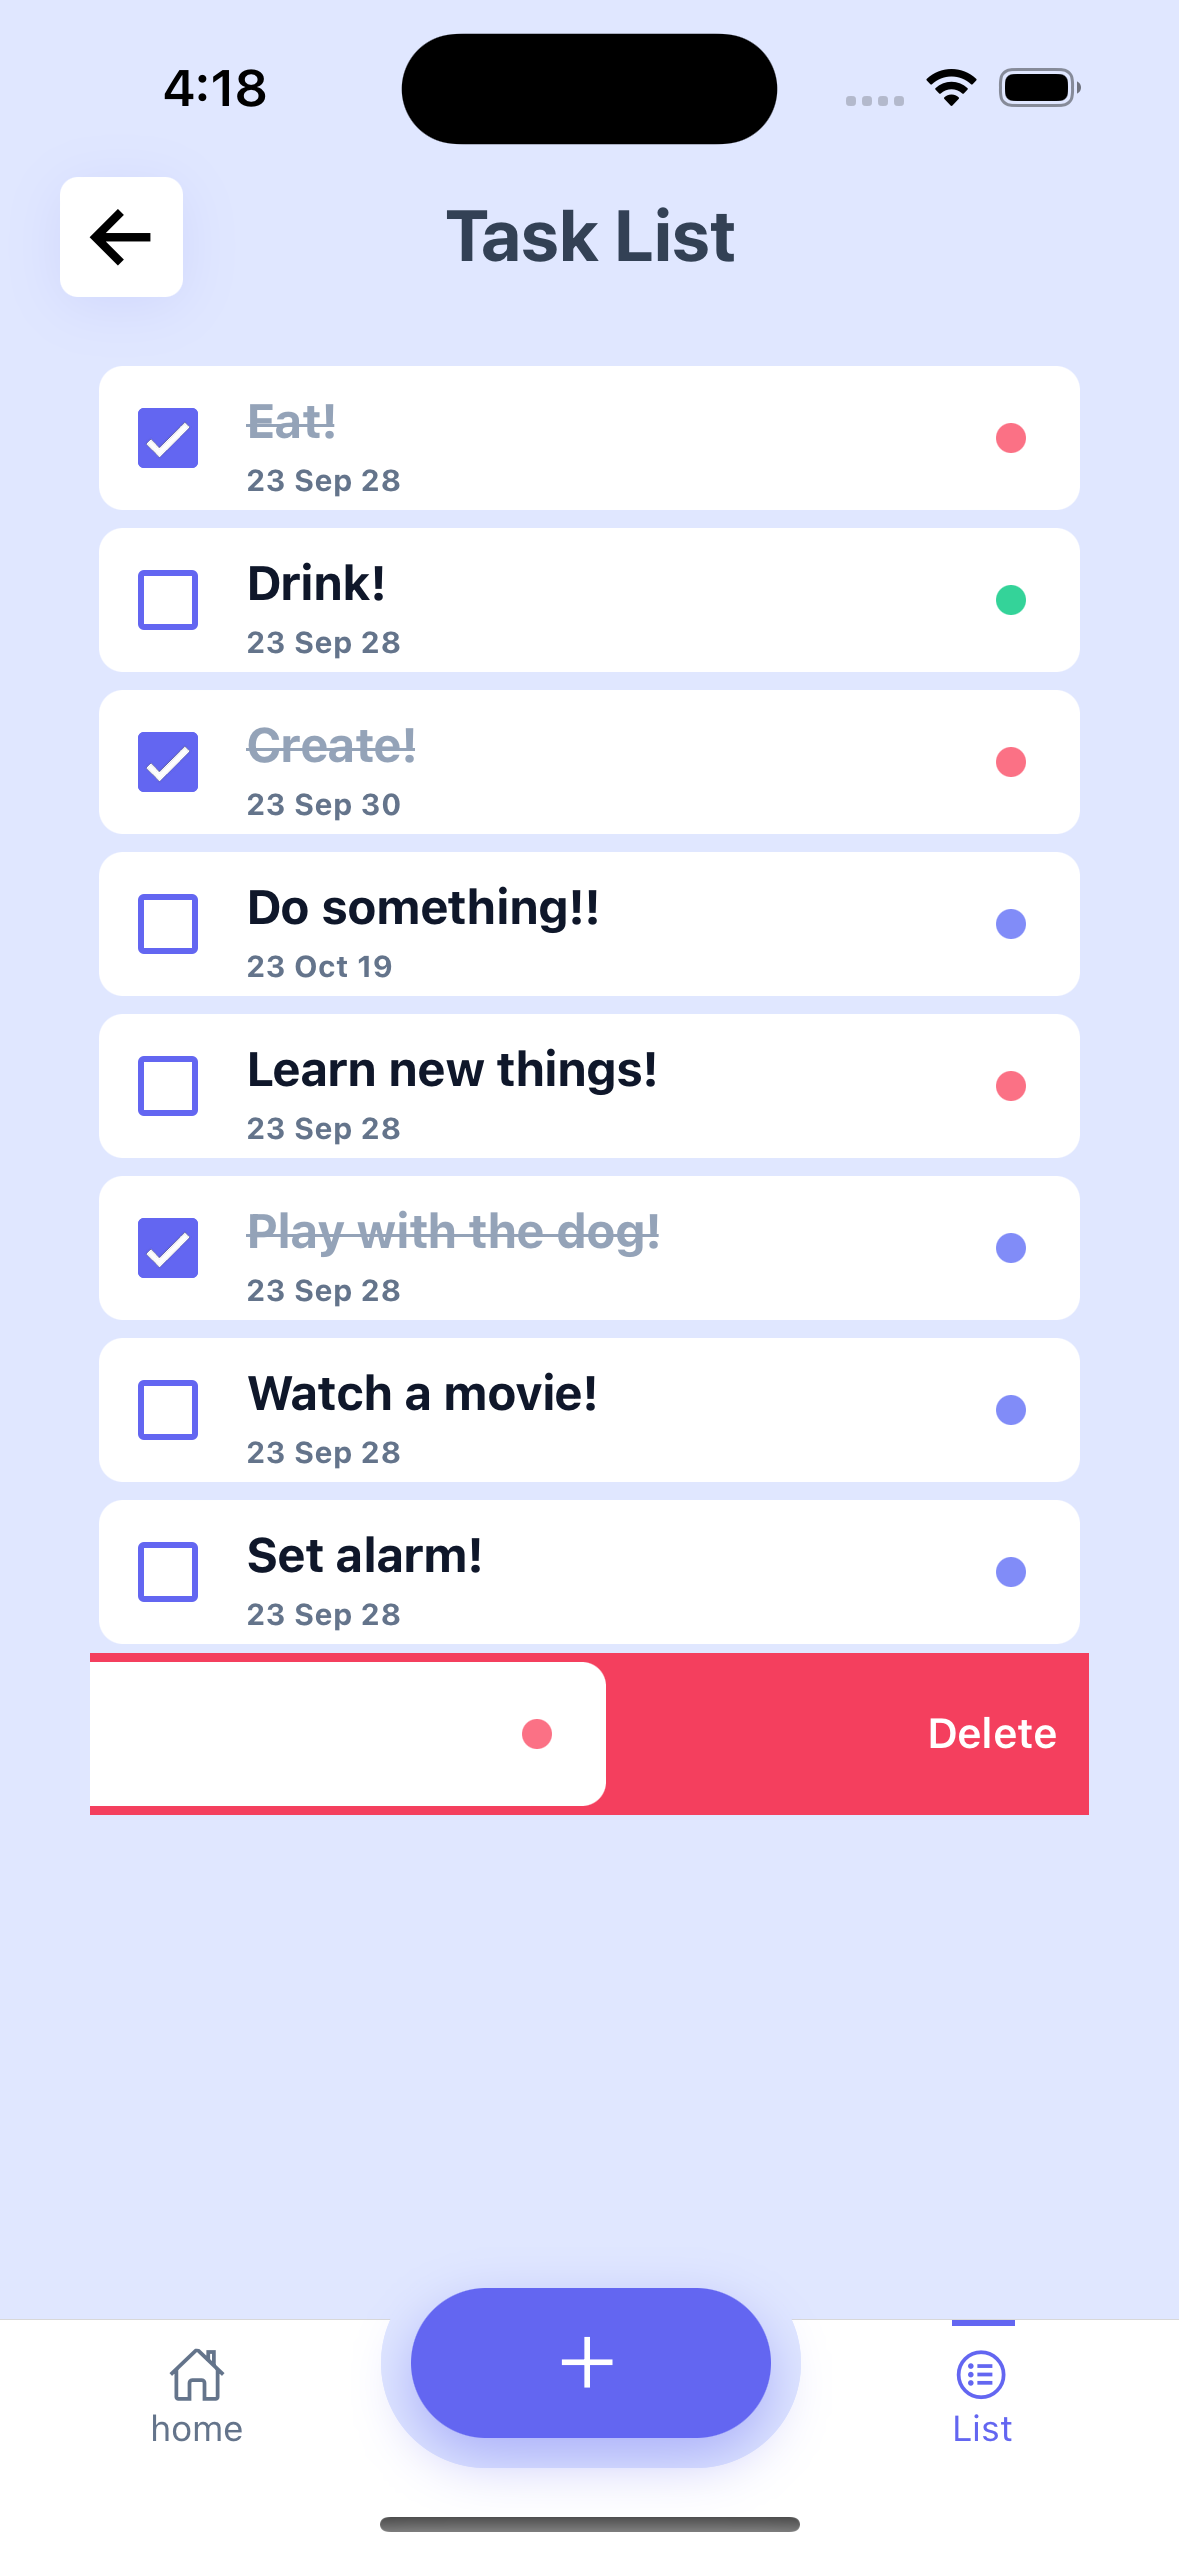 4:18
Task List
Eat!
23 Sep 28
Drink!
23 Sep 28
Create!
23 Sep 30
Do something!!
23 Oct 19
Learn new things!
23 Sep 28
Play with the dog!
23 Sep 28
Watch a movie!
23 Sep 28
Set alarm!
23 Sep 28
Delete
home
List